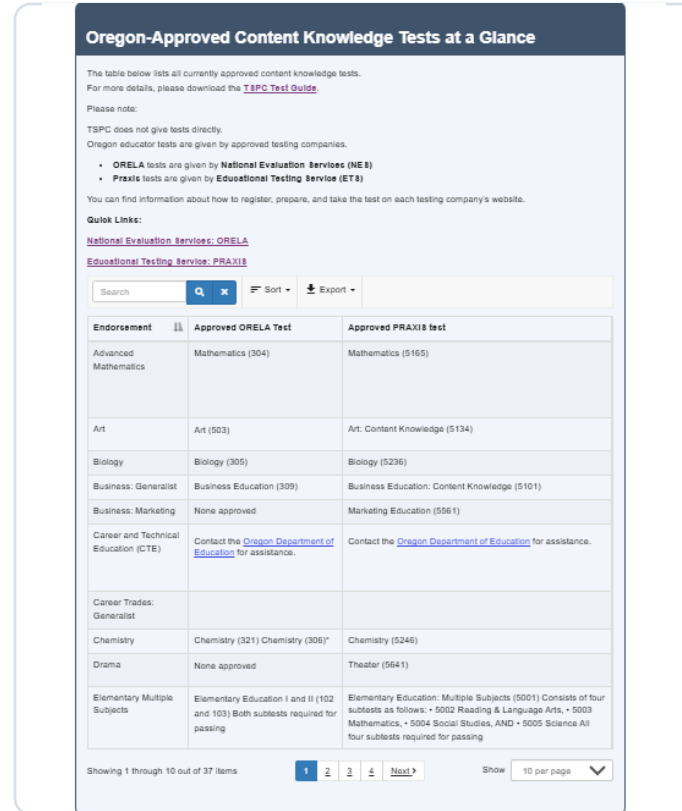 Oregon-Approved Content Knowledge Tests at a Glance
The table below lists all currently approved content knowledge tests.
For more details, please download the TSPC Test Guide.
Please note:
TSPC does not give tests directly.
Oregon educator tests are given by approved testing companies.
• ORELA tests are given by National Evaluation Services (NES)
• Praxis tests are given by Educational Testing Service (ETS)
You can find information about how to register, prepare, and take the test on each testing company's website.
Quick Links:
National Evaluation Services: ORELA
Educational Testing Service: PRAXIS
Search Sort Export
Endorsement Approved ORELA Test Approved PRAXIS test
Advanced Mathematics (304) Mathematics (5165)
Mathematics
Art Art (503) Art: Content Knowledge (5134)
Biology Biology (305) Biology (5236)
Business: Generalist Business Education (309) Business Education: Content Knowledge (5101)
Business: Marketing None approved Marketing Education (5561)
Career and Technical Contact the Oregon Department of Contact the Oregon Department of Education for assistance.
Education (CTE) Education for assistance.
Career Trades:
Generalist
Chemistry Chemistry (321) Chemistry (306)* Chemistry (5246)
Drama None approved Theater (5641)
Elementary Multiple Elementary Education I and II (102 Elementary Education: Multiple Subjects (5001) Consists of four
Subjects and 103) Both subtests required for subtests as follows: • 5002 Reading & Language Arts, • 5003
passing Mathematics, • 5004 Social Studies, AND • 5005 Science All
four subtests required for passing
Showing 1 through 10 out of 37 items 1 2 3 4 Next Show 10 per page